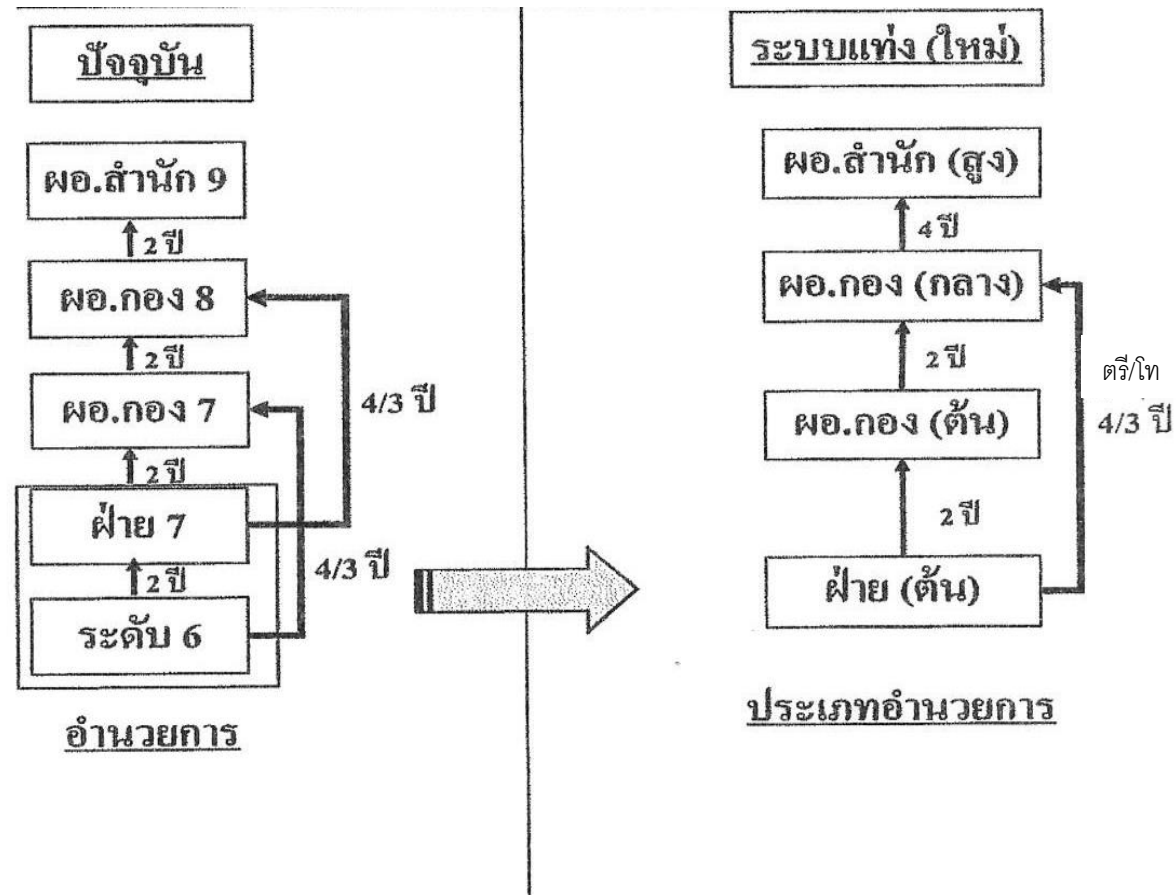 ปัจจุบัน
ผอ.สำนัก 9
2 ปี
ผอ.กอง 8
2 ปี
ผอ.กอง 7
4/3 ปี
2 ปี
ฝ่าย 7
2 ปี
4/3 ปี
ระดับ 6
อำนวยการ
ระบบแท่ง (ใหม่)
ผอ.สำนัก (สูง)
4 ปี
ผอ.กอง (กลาง)
2 ปี
ตรี/โท
4/3 ปี
ผอ.กอง (ต้น)
2 ปี
ฝ่าย (ต้น)
ประเภทอำนวยการ